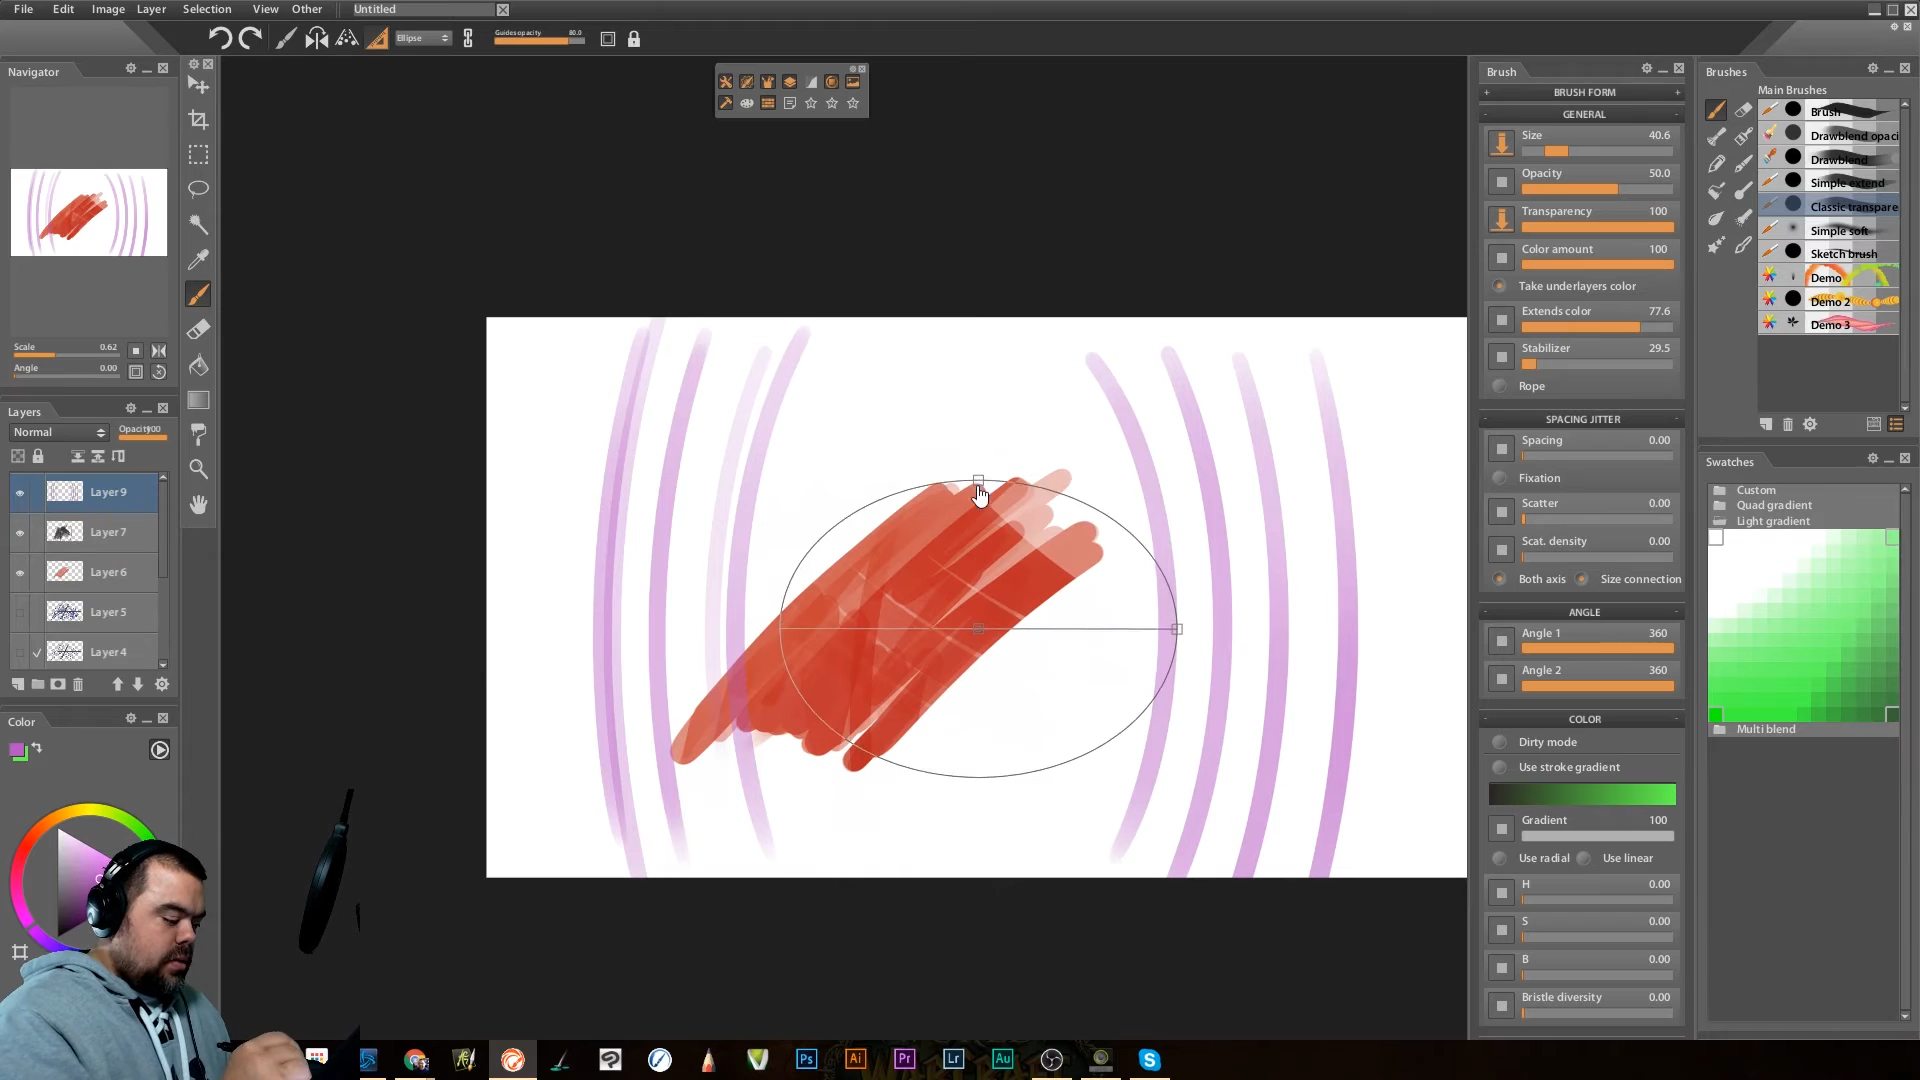 File Edit Image Layer Selection View Other Untitled
Ellipse Guides opacity 80.0
Navigator
Scale 0.62
Angle 0.00
Layers
Normal Opacity 100
Layer 9
Layer 7
Layer 6
Layer 5
Layer 4
Color
Brush
BRUSH FORM
GENERAL
Size 40.6
Opacity 50.0
Transparency 100
Color amount 100
Take underlayers color
Extends color 77.6
Stabilizer 29.5
Rope
SPACING JITTER
Spacing 0.00
Fixation
Scatter 0.00
Scat. density 0.00
Both axis Size connection
ANGLE
Angle 1 360
Angle 2 360
COLOR
Dirty mode
Use stroke gradient
Gradient 100
Use radial Use linear
H 0.00
S 0.00
B 0.00
Bristle diversity 0.00
Brushes
Main Brushes
Brush
Drawblend opaci
Drawblend
Simple extend
Classic transpare
Simple soft
Sketch brush
Demo
Demo 2
Demo 3
Swatches
Custom
Quad gradient
Light gradient
Multi blend
Ps Ai Pr Lr Au